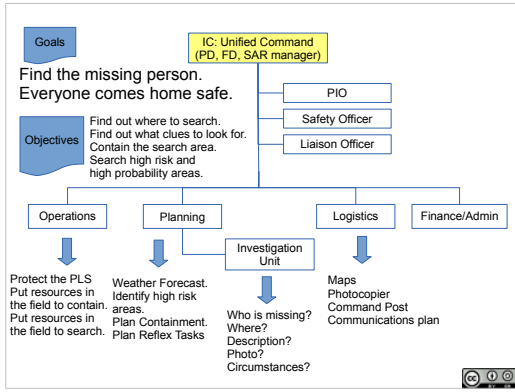 Goals
IC: Unified Command
(PD, FD, SAR manager)
Find the missing person.
Everyone comes home safe.
PIO
Safety Officer
Liaison Officer
Objectives
Find out where to search.
Find out what clues to look for.
Contain the search area.
Search high risk and
high probability areas.
Operations
Planning
Logistics
Finance/Admin
Investigation
Unit
Protect the PLS
Put resources in
the field to contain.
Put resources in
the field to search.
Weather Forecast.
Identify high risk
areas.
Plan Containment.
Plan Reflex Tasks
Who is missing?
Where?
Description?
Photo?
Circumstances?
Maps
Photocopier
Command Post
Communications plan
cc
BY SA